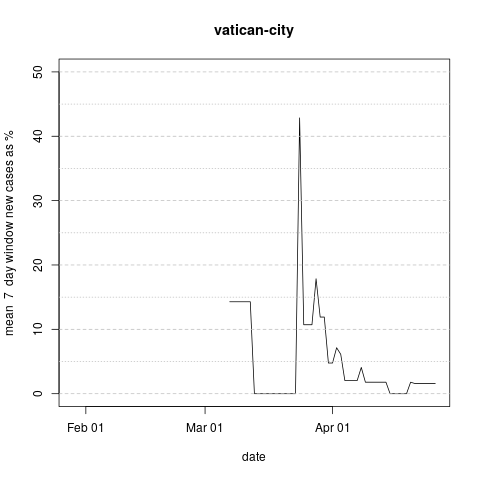 vatican-city
mean  7  day window new cases as %
50
40
30
20
10
0
Feb 01
Mar 01
Apr 01
date